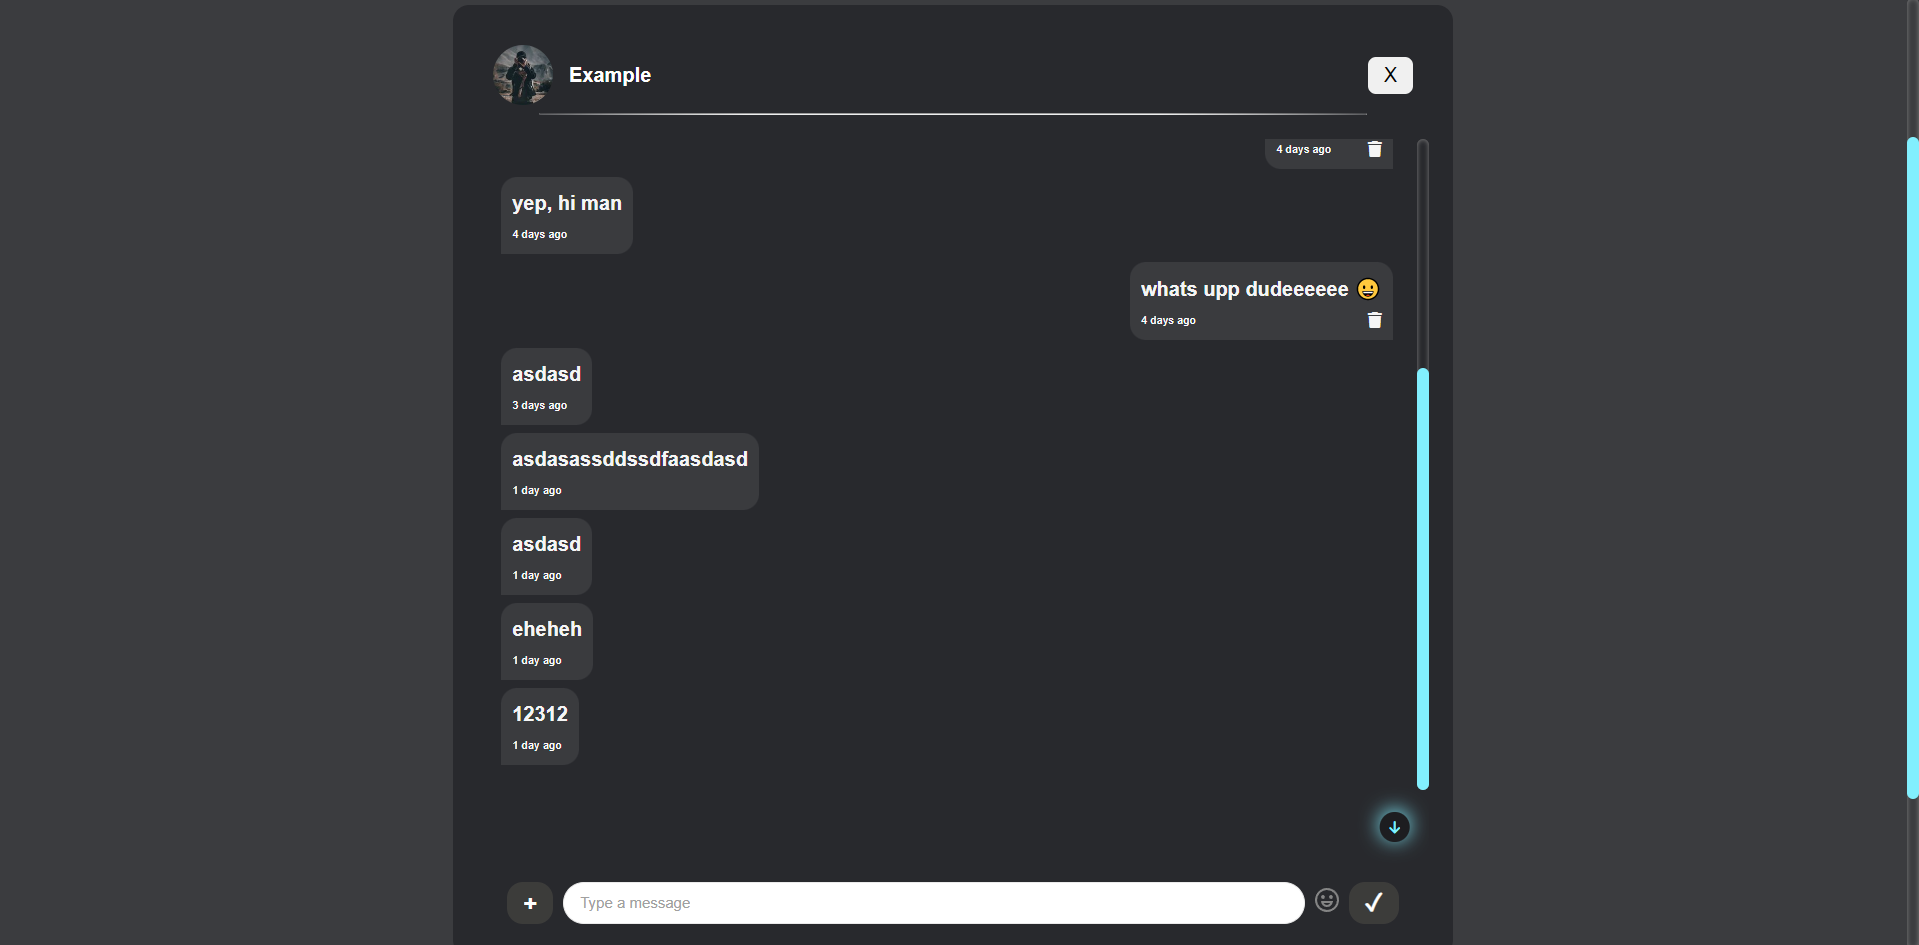 Example
X
4 days ago
yep, hi man
4 days ago
whats upp dudeeeeee 😀
4 days ago
asdasd
3 days ago
asdasassddssdfaasdasd
1 day ago
asdasd
1 day ago
eheheh
1 day ago
12312
1 day ago
Type a message